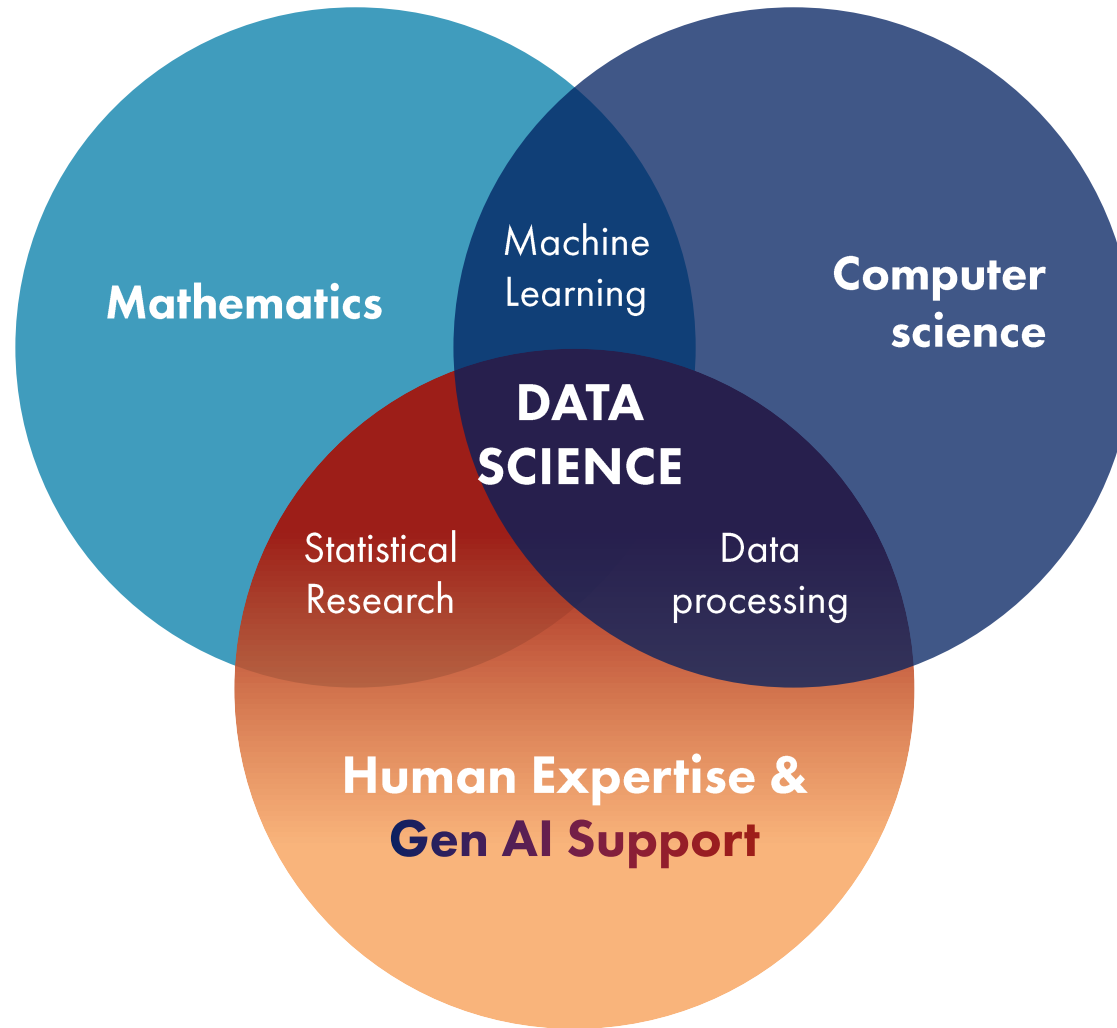 Machine
Learning
Mathematics
Computer
science
DATA
SCIENCE
Statistical
Research
Data
processing
Human Expertise &
Gen AI Support